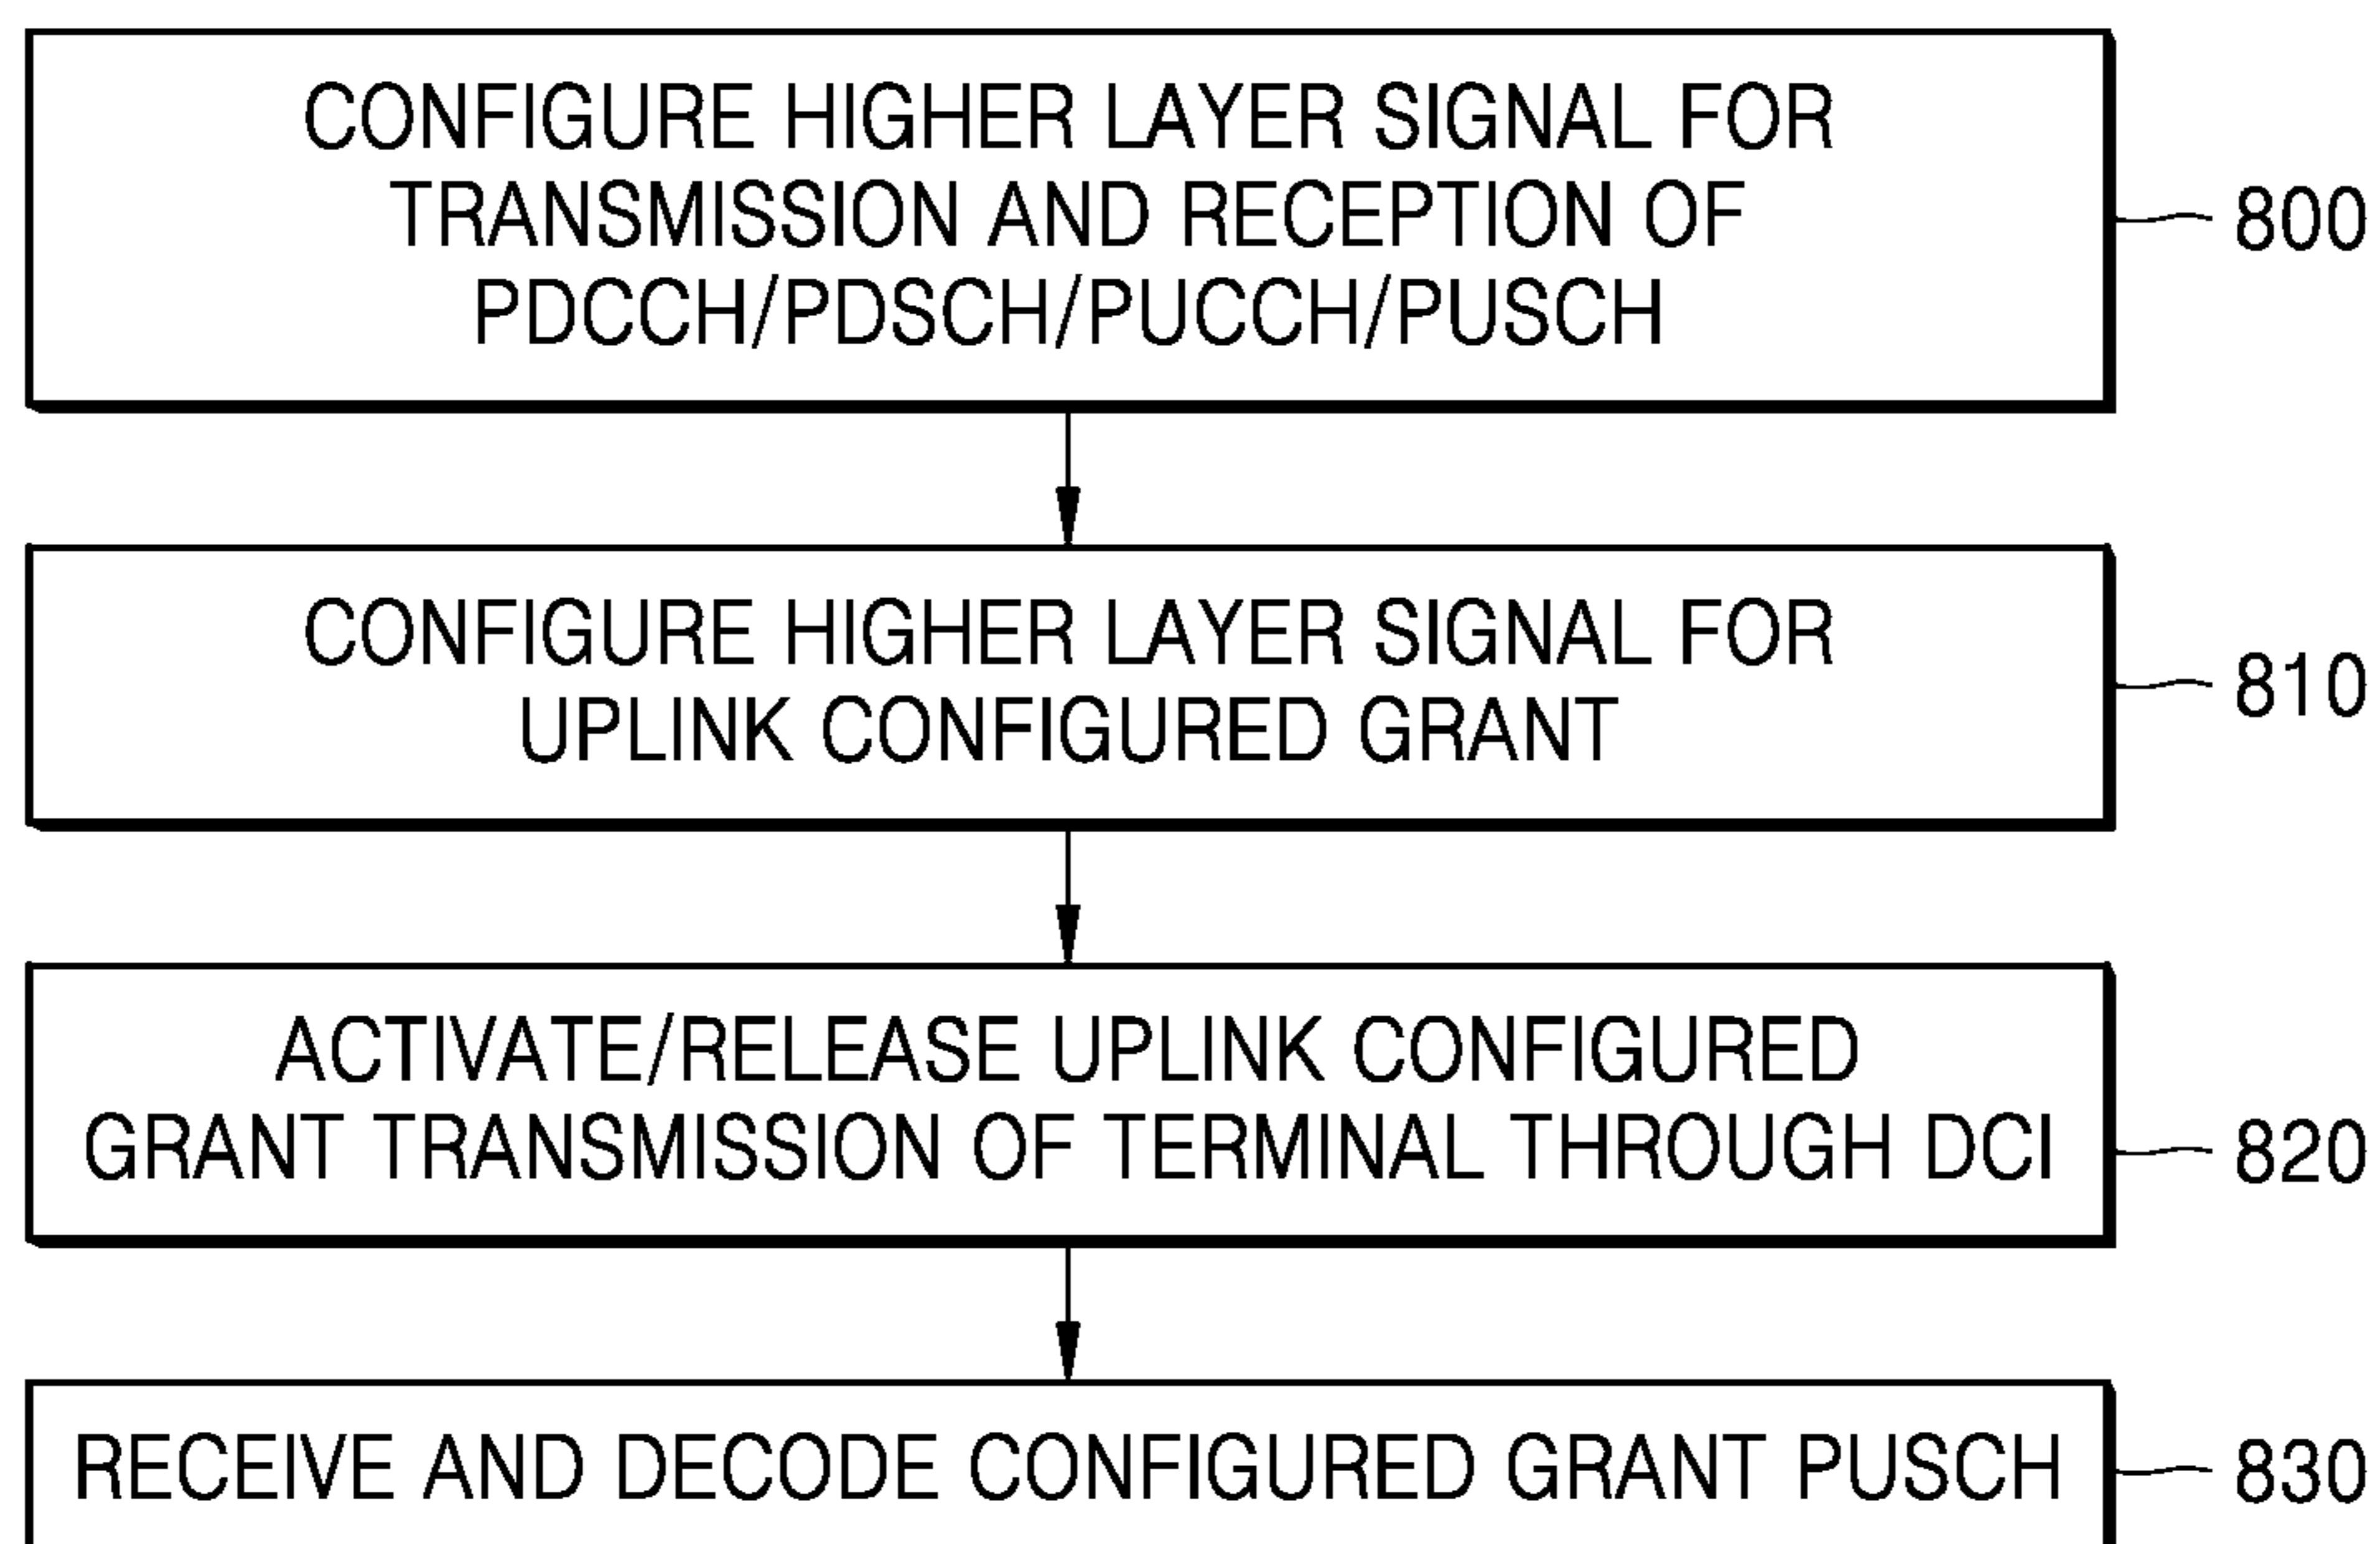 CONFIGURE HIGHER LAYER SIGNAL FOR
TRANSMISSION AND RECEPTION OF
PDCCH/PDSCH/PUCCH/PUSCH
800
CONFIGURE HIGHER LAYER SIGNAL FOR
UPLINK CONFIGURED GRANT
810
ACTIVATE/RELEASE UPLINK CONFIGURED
GRANT TRANSMISSION OF TERMINAL THROUGH DCI
820
RECEIVE AND DECODE CONFIGURED GRANT PUSCH
830